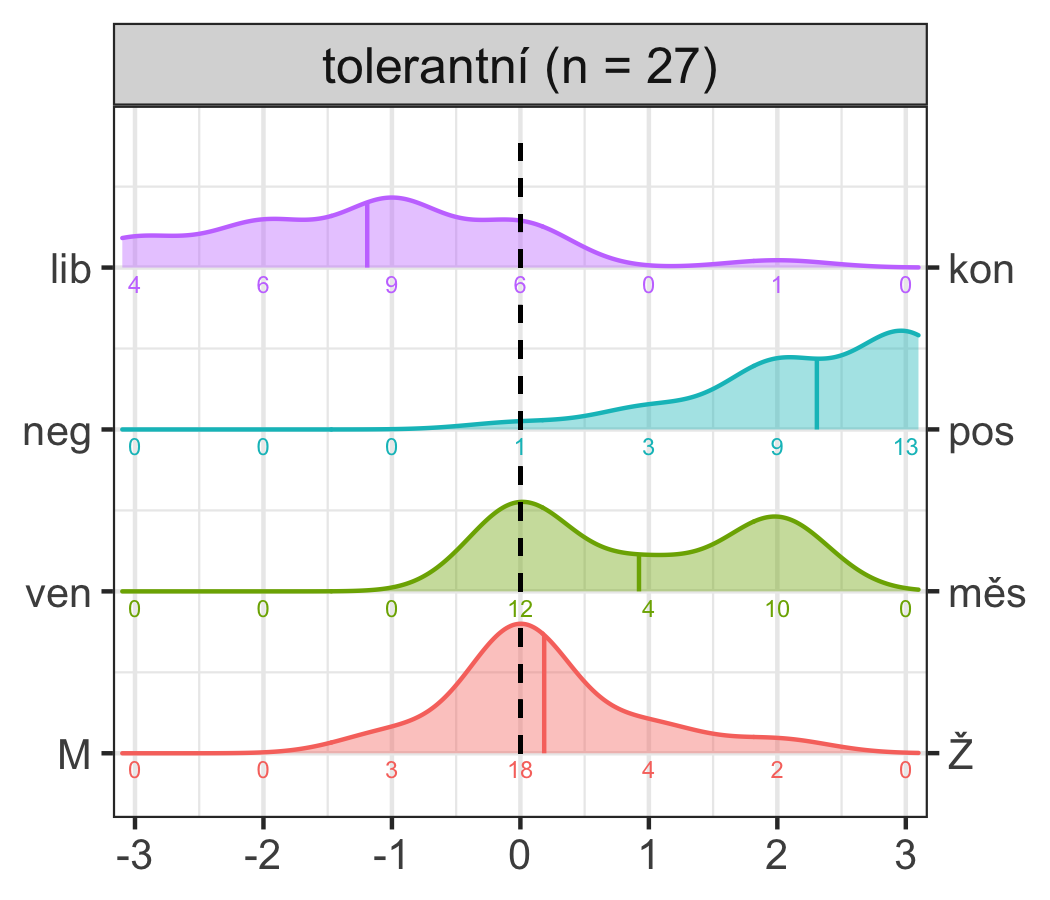 tolerantní (n = 27)
lib kon
4 6 9 6 0 1 0
neg pos
0 0 0 1 3 9 13
ven měs
0 0 0 12 4 10 0
M Ž
0 0 3 18 4 2 0
-3 -2 -1 0 1 2 3